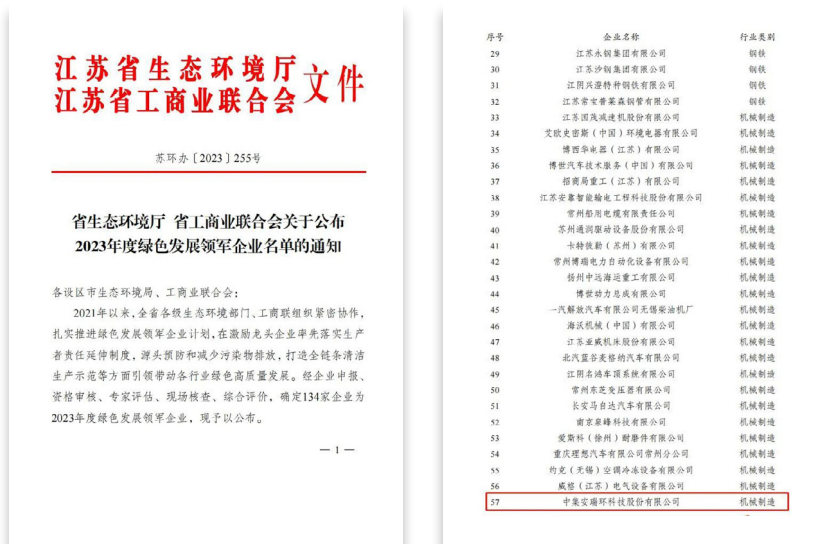 江苏省生态环境厅
江苏省工商业联合会
文件
苏环办〔2023〕255号
省生态环境厅 省工商业联合会关于公布
2023年度绿色发展领军企业名单的通知
各设区市生态环境局、工商业联合会：
2021年以来,全省各级生态环境部门、工商联组织紧密协作,
扎实推进绿色发展领军企业计划,在激励龙头企业率先落实生产
者责任延伸制度，源头预防和减少污染物排放，打造全链条清洁
生产示范等方面引领带动各行业绿色高质量发展。经企业申报、
资格审核、专家评估、现场核查、综合评价，确定134家企业为
2023年度绿色发展领军企业，现予以公布。
— 1 —
序号 企业名称 行业类别
29 江苏永钢集团有限公司 钢铁
30 江苏沙钢集团有限公司 钢铁
31 江阴兴澄特种钢铁有限公司 钢铁
32 江苏常宝普莱森钢管有限公司 钢铁
33 江苏国茂减速机股份有限公司 机械制造
34 艾欧史密斯（中国）环境电器有限公司 机械制造
35 博西华电器（江苏）有限公司 机械制造
36 博世汽车技术服务（中国）有限公司 机械制造
37 招商局重工（江苏）有限公司 机械制造
38 江苏安靠智能输电工程科技股份有限公司 机械制造
39 常州船用电缆有限责任公司 机械制造
40 苏州通润驱动设备股份有限公司 机械制造
41 卡特彼勒（苏州）有限公司 机械制造
42 常州博瑞电力自动化设备有限公司 机械制造
43 扬州中远海运重工有限公司 机械制造
44 博世动力总成有限公司 机械制造
45 一汽解放汽车有限公司无锡柴油机厂 机械制造
46 海沃机械（中国）有限公司 机械制造
47 江苏亚威机床股份有限公司 机械制造
48 北汽蓝谷麦格纳汽车有限公司 机械制造
49 江阴名鸿车顶系统有限公司 机械制造
50 常州东芝变压器有限公司 机械制造
51 长安马自达汽车有限公司 机械制造
52 南京泉峰科技有限公司 机械制造
53 爱斯科（徐州）耐磨件有限公司 机械制造
54 重庆理想汽车有限公司常州分公司 机械制造
55 约克（无锡）空调冷冻设备有限公司 机械制造
56 威格（江苏）电气设备有限公司 机械制造
57 中集安瑞环科技股份有限公司 机械制造